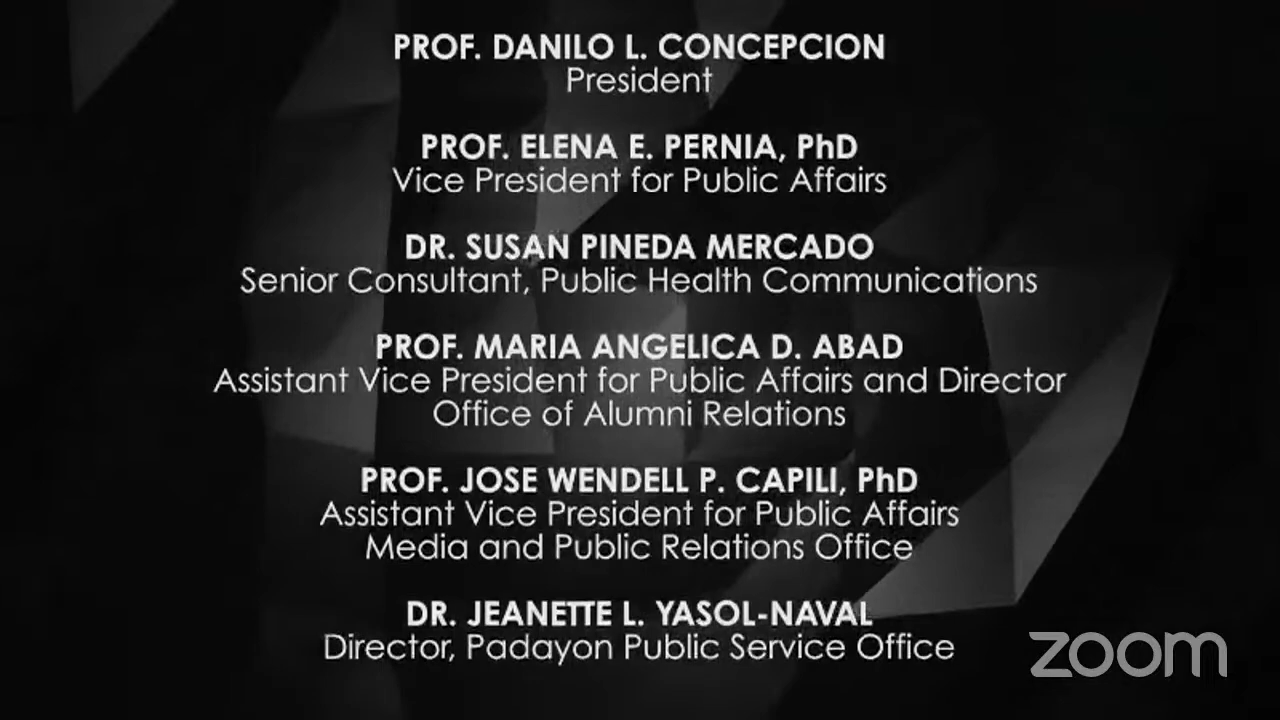 PROF. DANILO L. CONCEPCION
President
PROF. ELENA E. PERNIA, PhD
Vice President for Public Affairs
DR. SUSAN PINEDA MERCADO
Senior Consultant, Public Health Communications
PROF. MARIA ANGELICA D. ABAD
Assistant Vice President for Public Affairs and Director
Office of Alumni Relations
PROF. JOSE WENDELL P. CAPILI, PhD
Assistant Vice President for Public Affairs
Media and Public Relations Office
DR. JEANETTE L. YASOL-NAVAL
Director, Padayon Public Service Office
zoom